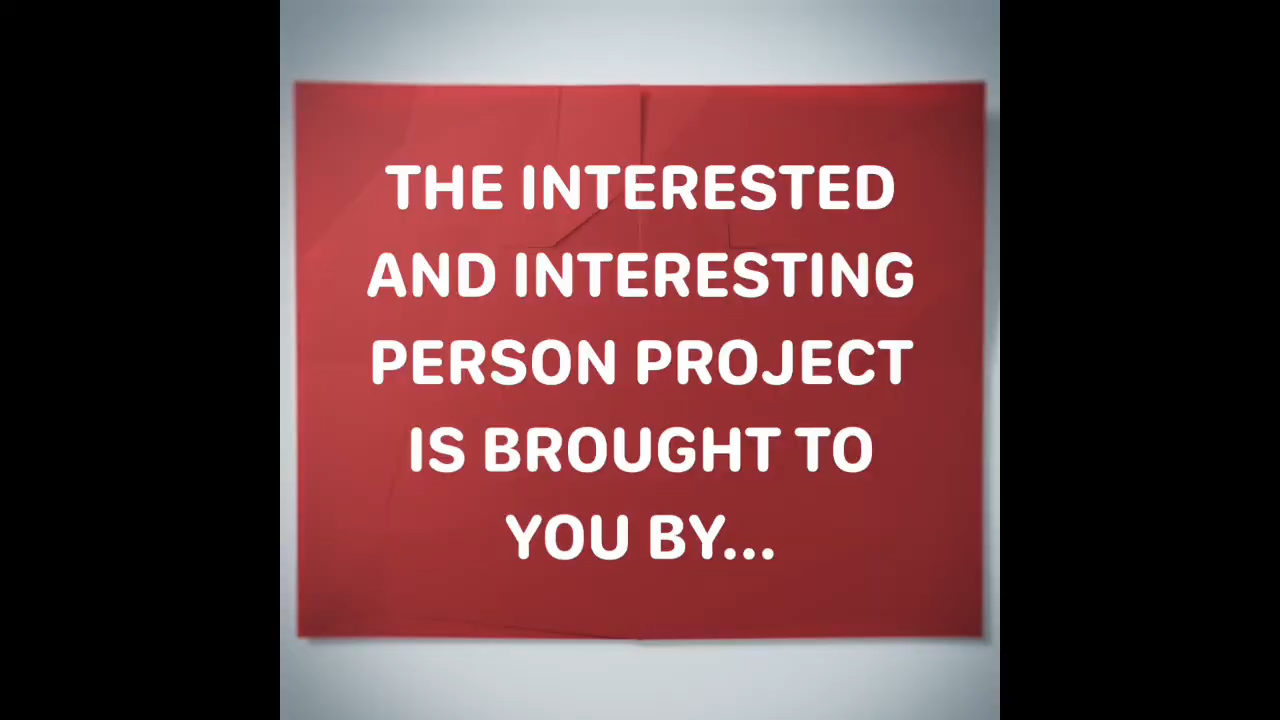 THE INTERESTED
AND INTERESTING
PERSON PROJECT
IS BROUGHT TO
YOU BY...